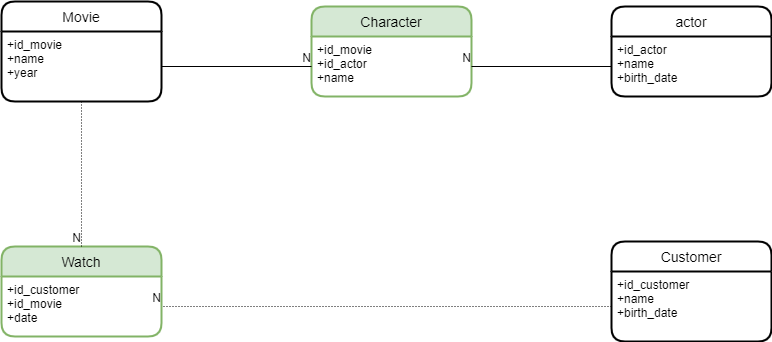 Movie
+id_movie
+name
+year
N
Character
+id_movie
+id_actor
+name
N
actor
+id_actor
+name
+birth_date
N
Watch
+id_customer
+id_movie
+date
N
Customer
+id_customer
+name
+birth_date